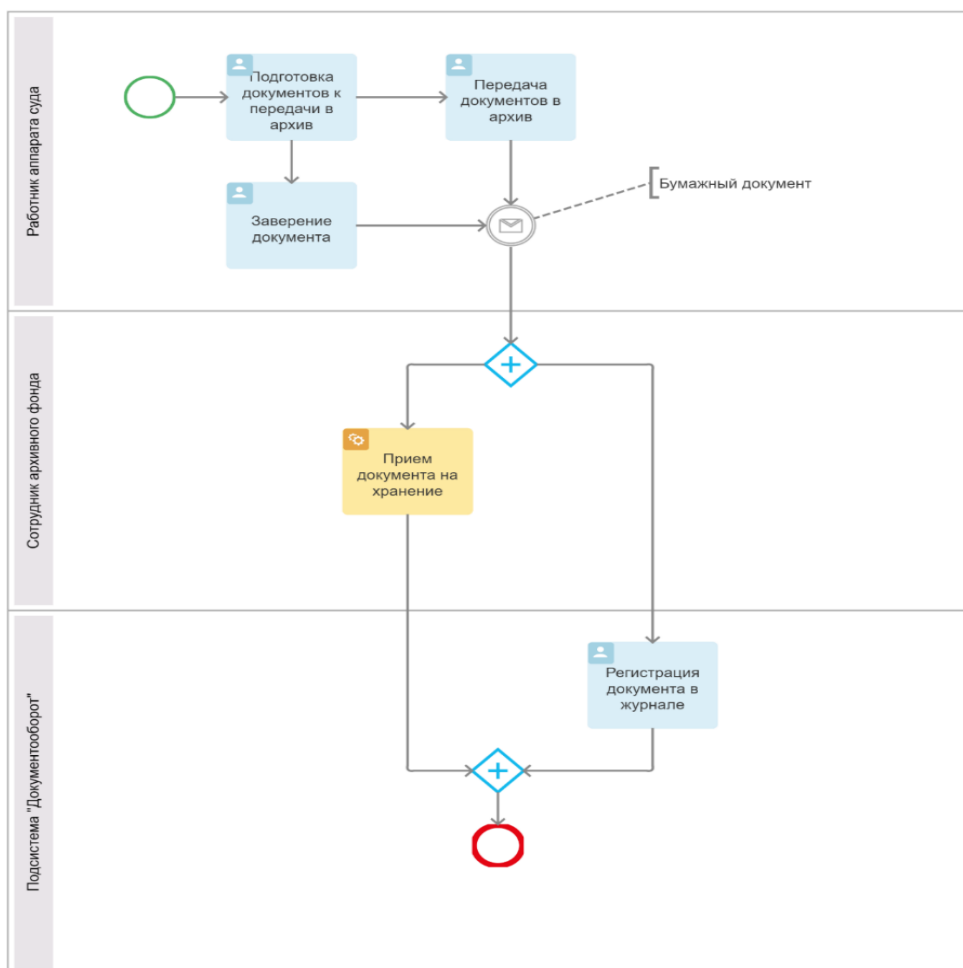 Работник аппарата суда
Подготовка
документов к
передачи в
архив
Передача
документов в
архив
Заверение
документа
Бумажный документ
Сотрудник архивного фонда
Прием
документа на
хранение
Подсистема "Документооборот"
Регистрация
документа в
журнале